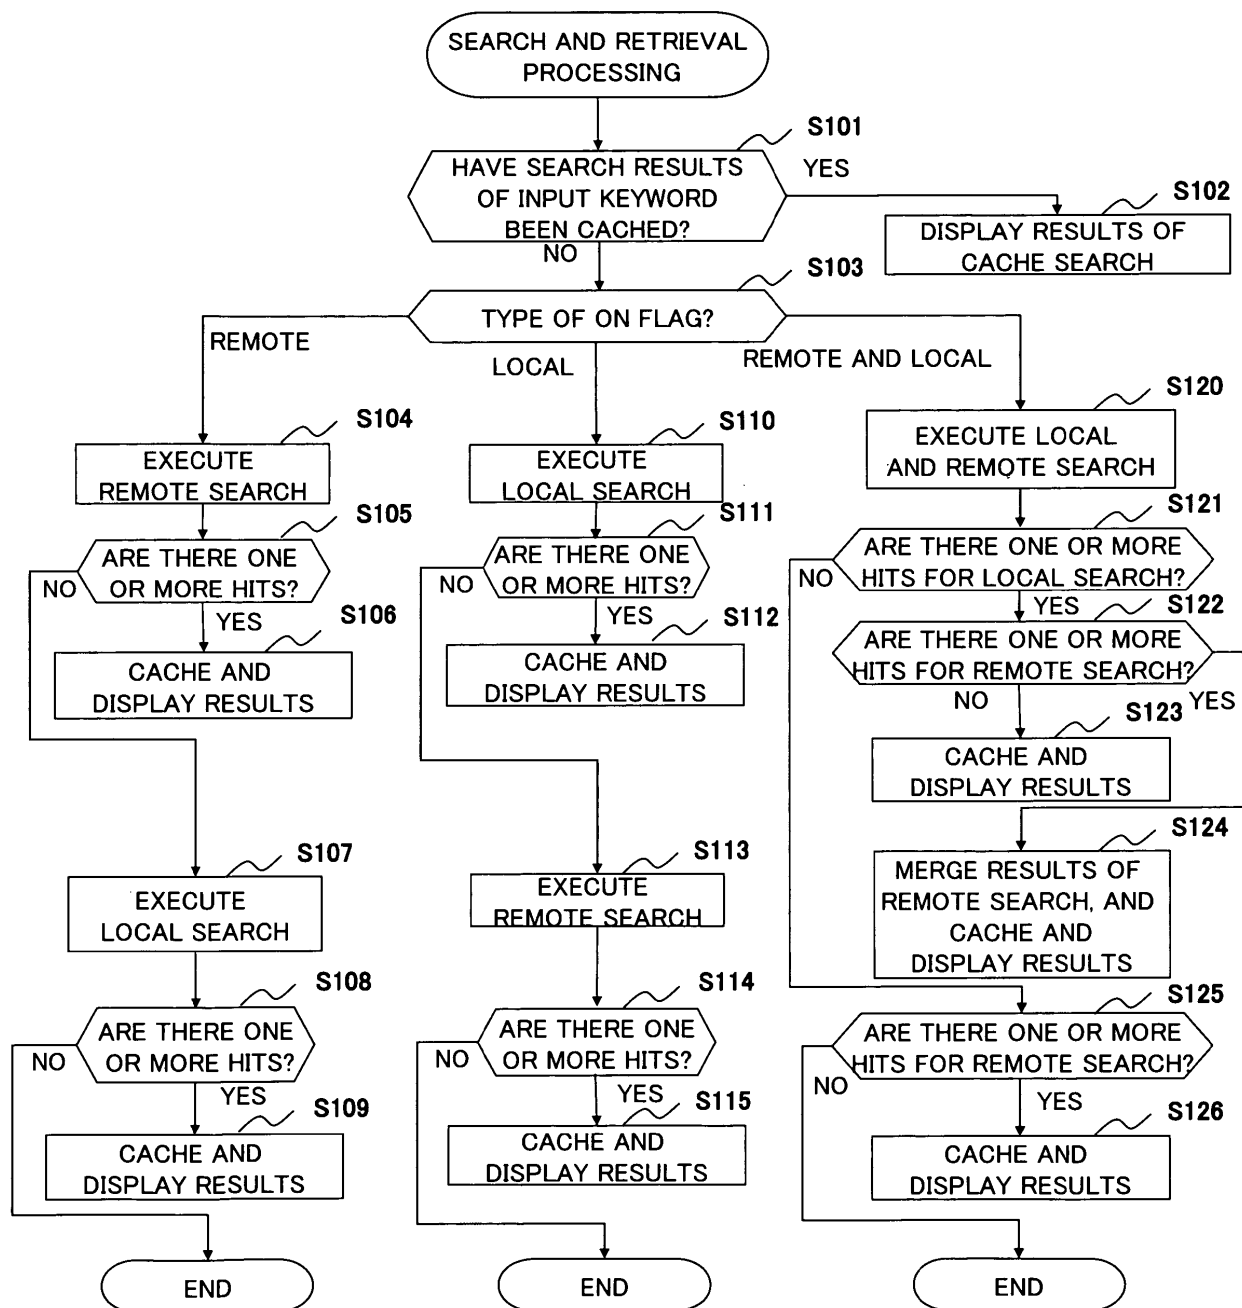 SEARCH AND RETRIEVAL
PROCESSING
S101
HAVE SEARCH RESULTS
OF INPUT KEYWORD
BEEN CACHED?
YES
S102
DISPLAY RESULTS OF
CACHE SEARCH
NO
S103
TYPE OF ON FLAG?
REMOTE
LOCAL
REMOTE AND LOCAL
S104
EXECUTE
REMOTE SEARCH
S105
ARE THERE ONE
OR MORE HITS?
NO
YES
S106
CACHE AND
DISPLAY RESULTS
S107
EXECUTE
LOCAL SEARCH
S108
ARE THERE ONE
OR MORE HITS?
NO
YES
S109
CACHE AND
DISPLAY RESULTS
END
S110
EXECUTE
LOCAL SEARCH
S111
ARE THERE ONE
OR MORE HITS?
NO
YES
S112
CACHE AND
DISPLAY RESULTS
S113
EXECUTE
REMOTE SEARCH
S114
ARE THERE ONE
OR MORE HITS?
NO
YES
S115
CACHE AND
DISPLAY RESULTS
END
S120
EXECUTE LOCAL
AND REMOTE SEARCH
S121
ARE THERE ONE OR MORE
HITS FOR LOCAL SEARCH?
NO
YES
S122
ARE THERE ONE OR MORE
HITS FOR REMOTE SEARCH?
NO
YES
S123
CACHE AND
DISPLAY RESULTS
S124
MERGE RESULTS OF
REMOTE SEARCH, AND
CACHE AND
DISPLAY RESULTS
S125
ARE THERE ONE OR MORE
HITS FOR REMOTE SEARCH?
NO
YES
S126
CACHE AND
DISPLAY RESULTS
END